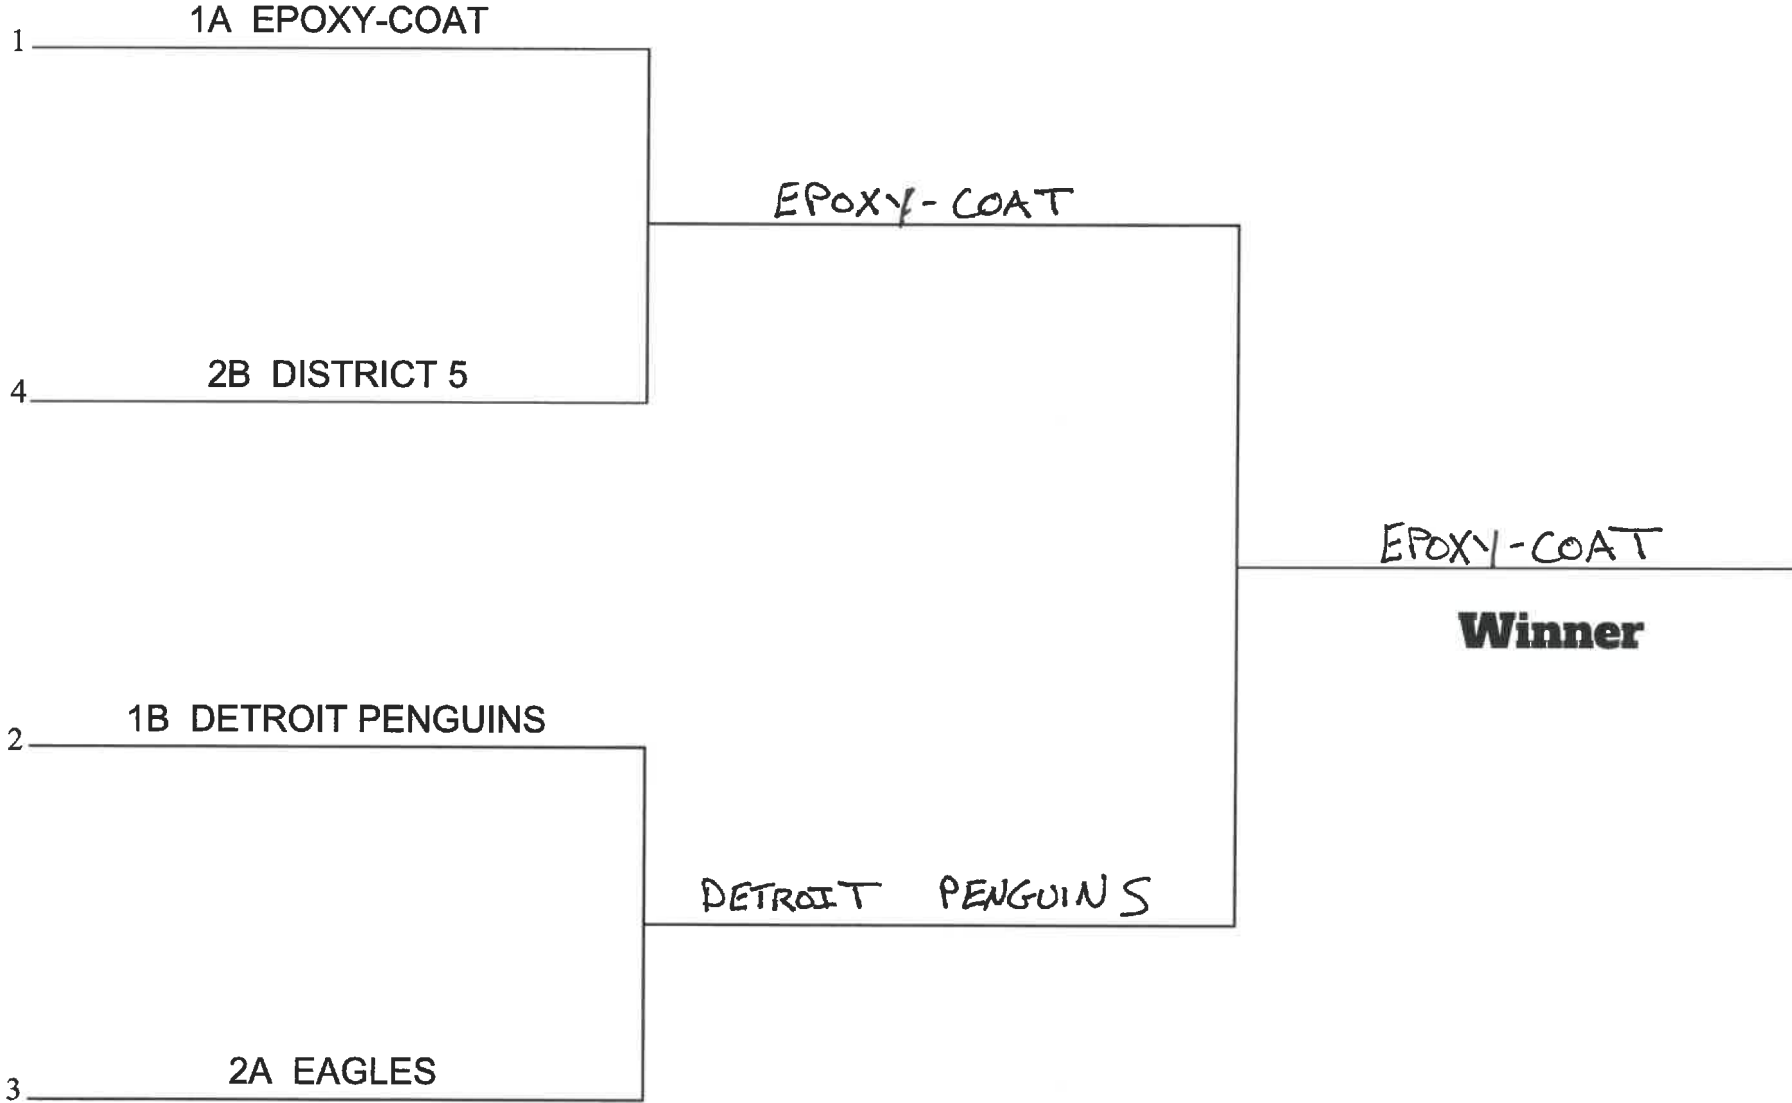 1A EPOXY-COAT
1
EPOXY-COAT
2B DISTRICT 5
4
EPOXY-COAT
Winner
1B DETROIT PENGUINS
2
DETROIT PENGUINS
2A EAGLES
3